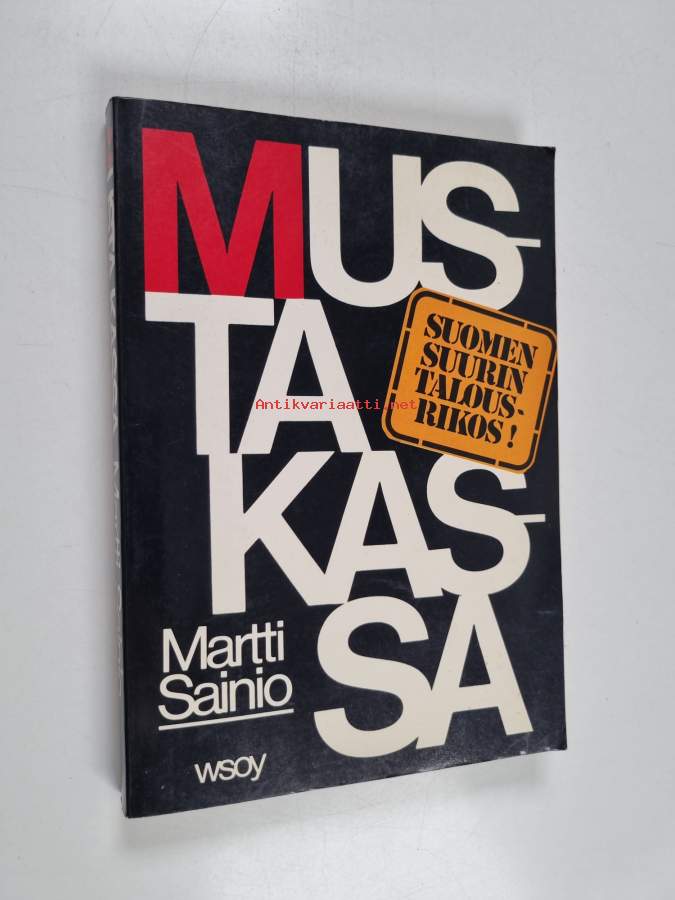 MUS-
TA
KAS-
SA
SUOMEN
SUURIN
TALOUS-
RIKOS!
Antikvariaatti.net
Martti
Sainio
wsoy